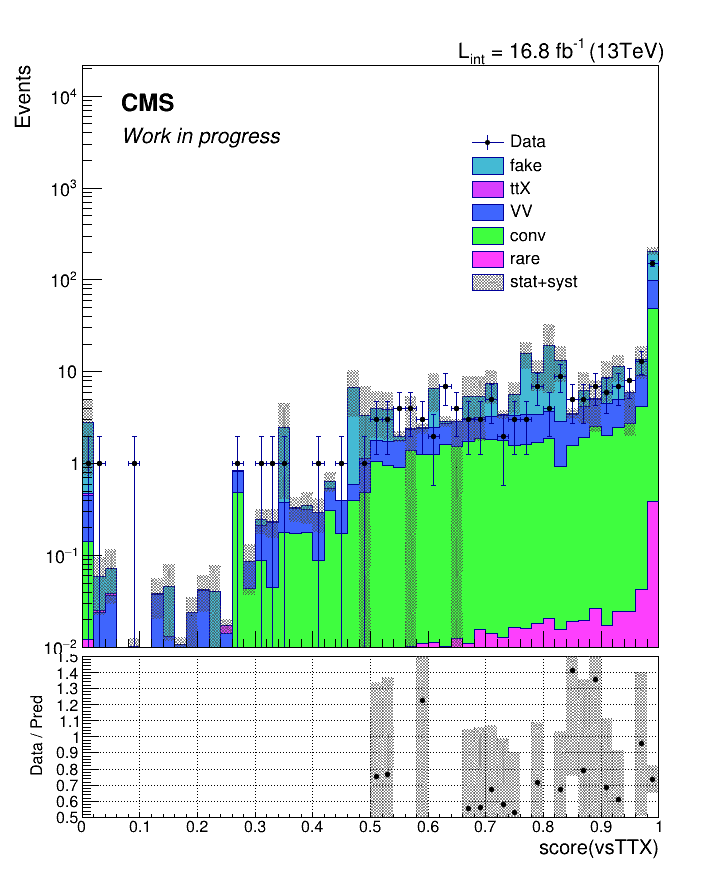 L_int = 16.8 fb^-1 (13TeV)
Events
CMS
Work in progress
Data
fake
ttX
VV
conv
rare
stat+syst
10^4
10^3
10^2
10
1
10^-1
10^-2
Data / Pred
1.5
1.4
1.3
1.2
1.1
1
0.9
0.8
0.7
0.6
0.5
0 0.1 0.2 0.3 0.4 0.5 0.6 0.7 0.8 0.9 1
score(vsTTX)